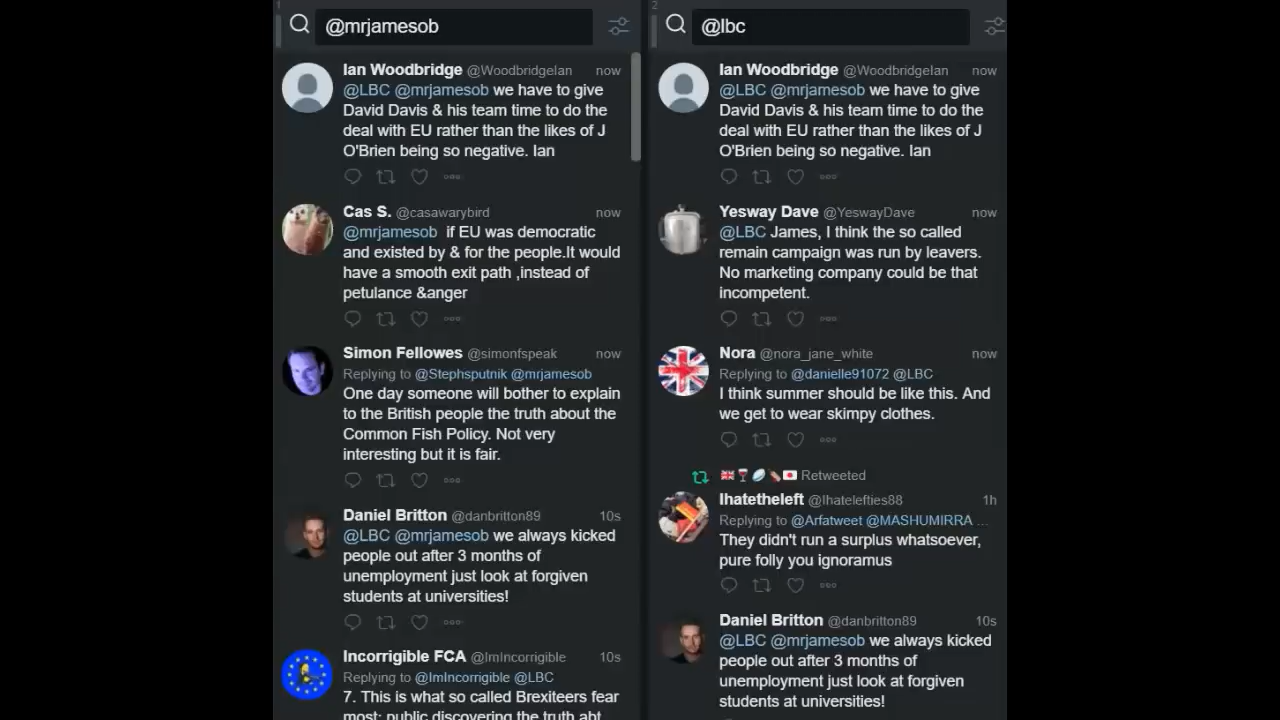 1
@mrjamesob
Ian Woodbridge @WoodbridgeIan now
@LBC @mrjamesob we have to give
David Davis & his team time to do the
deal with EU rather than the likes of J
O'Brien being so negative. Ian
Cas S. @casawarybird now
@mrjamesob if EU was democratic
and existed by & for the people.It would
have a smooth exit path ,instead of
petulance &anger
Simon Fellowes @simonfspeak now
Replying to @Stephsputnik @mrjamesob
One day someone will bother to explain
to the British people the truth about the
Common Fish Policy. Not very
interesting but it is fair.
Daniel Britton @danbritton89 10s
@LBC @mrjamesob we always kicked
people out after 3 months of
unemployment just look at forgiven
students at universities!
Incorrigible FCA @ImIncorrigible 10s
Replying to @ImIncorrigible @LBC
7. This is what so called Brexiteers fear
most: public discovering the truth abt
2
@lbc
Ian Woodbridge @WoodbridgeIan now
@LBC @mrjamesob we have to give
David Davis & his team time to do the
deal with EU rather than the likes of J
O'Brien being so negative. Ian
Yesway Dave @YeswayDave now
@LBC James, I think the so called
remain campaign was run by leavers.
No marketing company could be that
incompetent.
Nora @nora_jane_white now
Replying to @danielle91072 @LBC
I think summer should be like this. And
we get to wear skimpy clothes.
🇬🇧🍷🏉🍾🇯🇵 Retweeted
Ihatetheleft @Ihatelefties88 1h
Replying to @Arfatweet @MASHUMIRRA ...
They didn't run a surplus whatsoever,
pure folly you ignoramus
Daniel Britton @danbritton89 10s
@LBC @mrjamesob we always kicked
people out after 3 months of
unemployment just look at forgiven
students at universities!